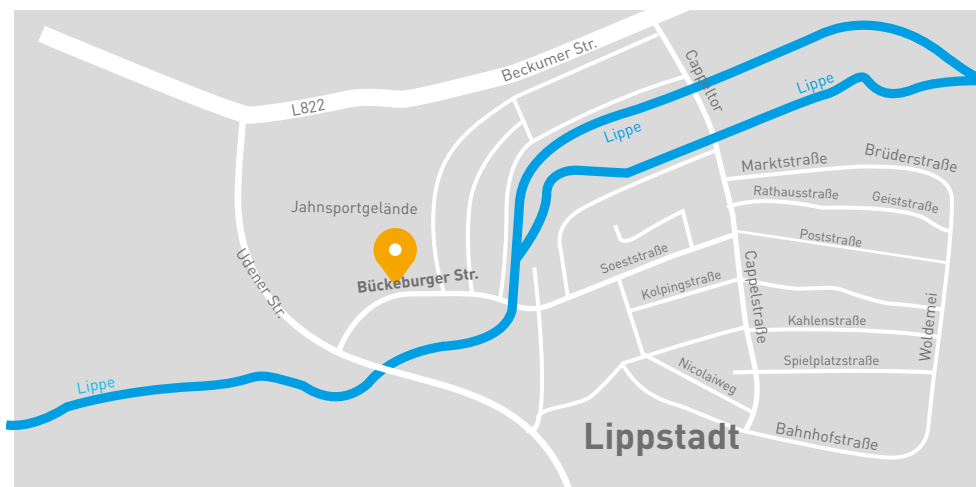 Beckumer Str.
L822
Cappeltor
Lippe
Lippe
Marktstraße
Brüderstraße
Rathausstraße
Geiststraße
Jahnsportgelände
Poststraße
Udener Str.
Bückeburger Str.
Soeststraße
Kolpingstraße
Cappelstraße
Woldemei
Kahlenstraße
Spielplatzstraße
Lippe
Nicolaiweg
Lippstadt
Bahnhofstraße